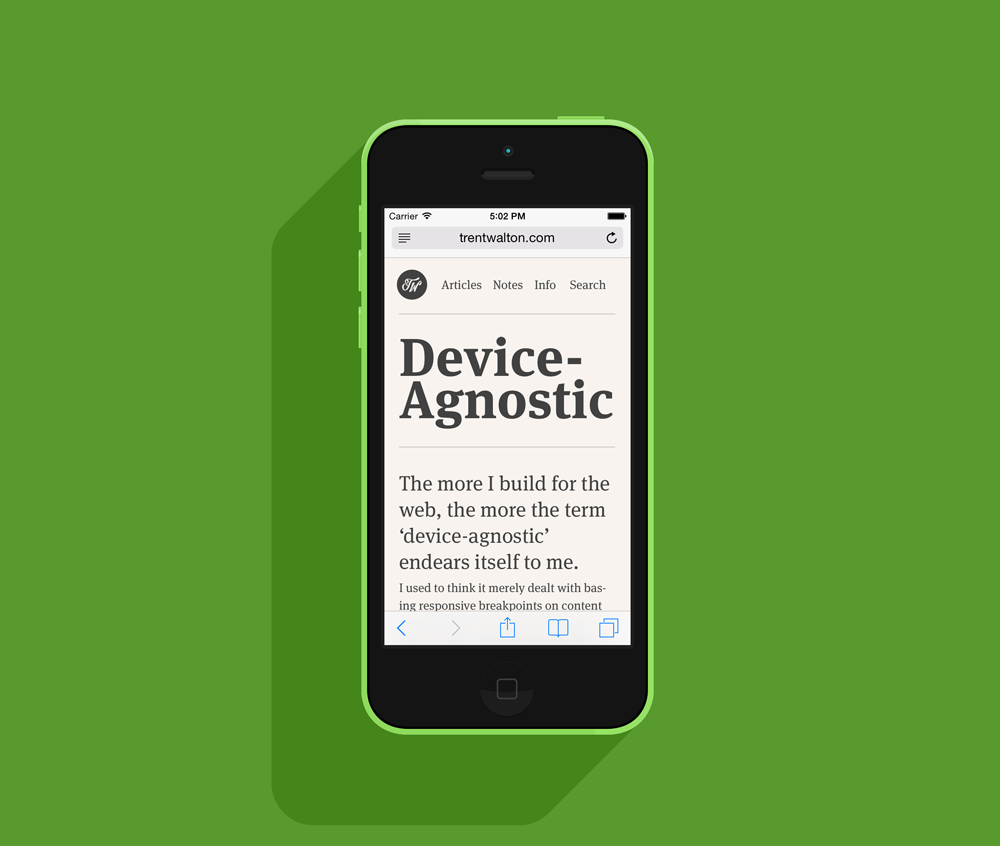 Carrier 5:02 PM
trentwalton.com
TW Articles Notes Info Search
Device-
Agnostic
The more I build for the
web, the more the term
‘device-agnostic’
endears itself to me.
I used to think it merely dealt with bas-
ing responsive breakpoints on content